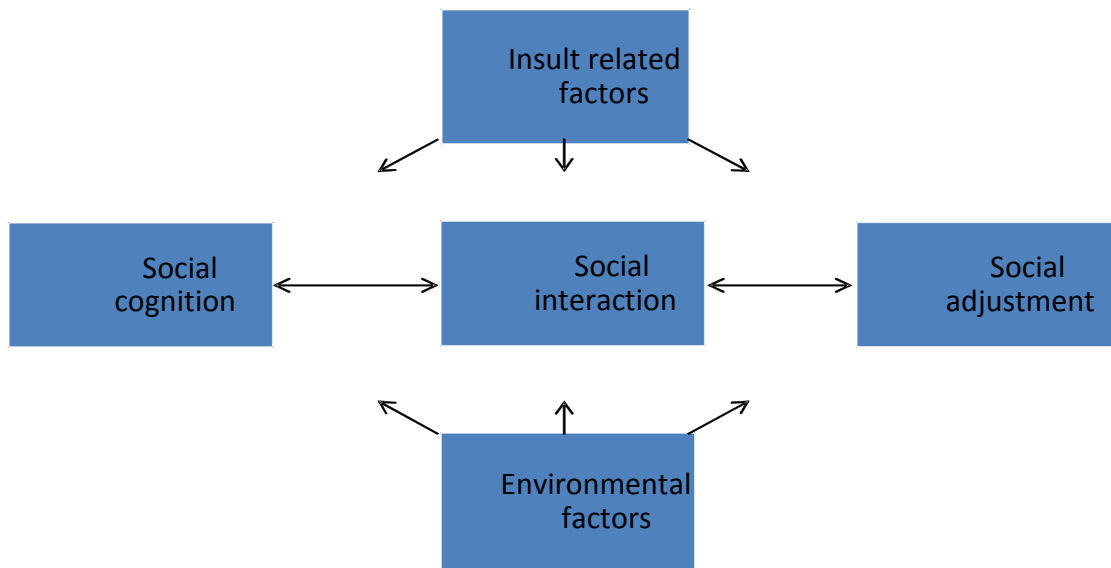 Insult related
factors
Social
cognition
Social
interaction
Social
adjustment
Environmental
factors